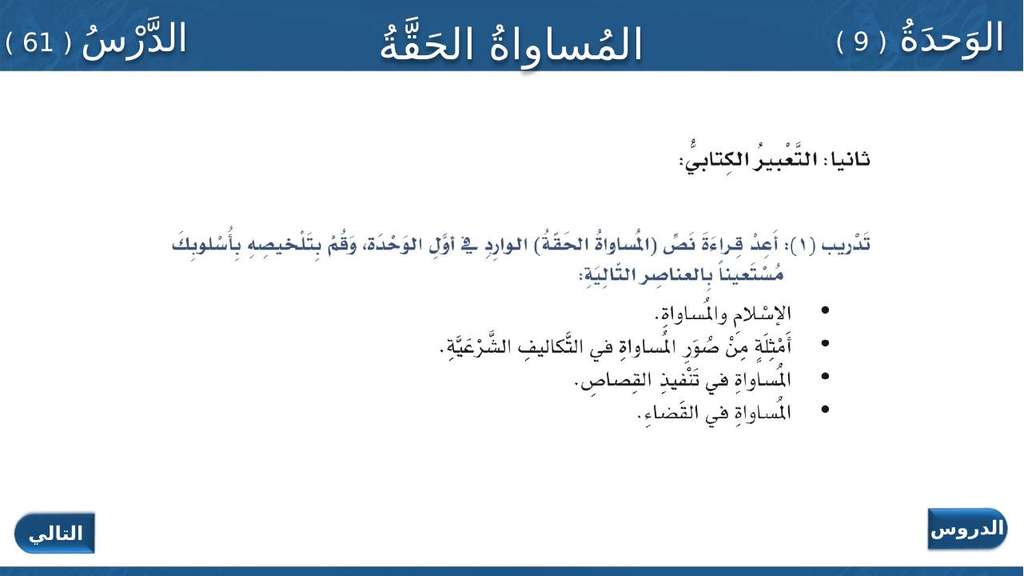 الوَحدَةُ ( 9 )
المُساواةُ الحَقَّةُ
الدَّرْسُ ( 61 )
ثانيا: التَّعْبيرُ الكِتابيُّ:
تَدْريب (١): أَعِدْ قِراءَةَ نَصِّ (المُساواةُ الحَقّةُ) الوارِدِ في أوَّلِ الوَحْدَة، وَقُمْ بِتَلْخيصِهِ بِأُسْلوبِكَ
مُسْتَعيناً بِالعناصِر التّالِيَةِ:
• الإسْلامِ والمُساواةِ.
• أَمْثِلَةٍ مِنْ صُوَرِ المُساواةِ في التَّكاليفِ الشَّرْعَيَّةِ.
• المُساواةِ في تَنْفيذِ القِصاصِ.
• المُساواةِ في القَضاءِ.
الدروس
التالي